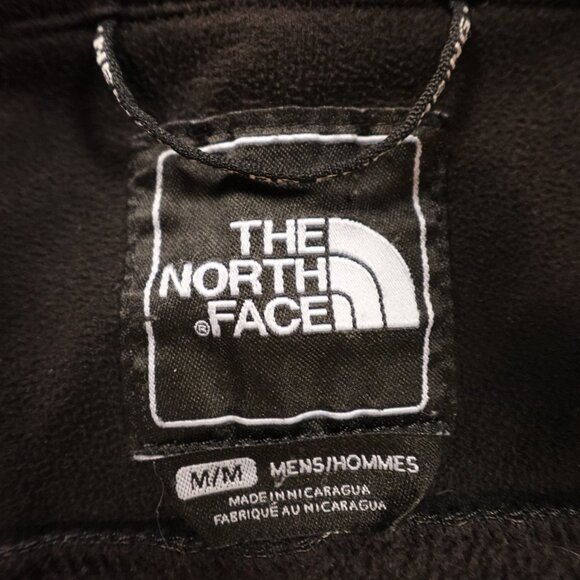 THE
NORTH
® FACE
M/M MENS/HOMMES
MADE IN NICARAGUA
FABRIQUÉ AU NICARAGUA